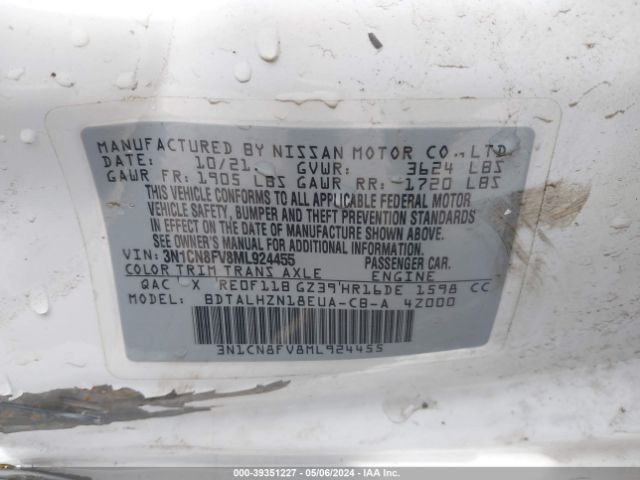 MANUFACTURED BY NISSAN MOTOR CO., LTD.
DATE: 10/21. GVWR: 3624 LBS
GAWR FR: 1905 LBS GAWR RR: 1720 LBS
THIS VEHICLE CONFORMS TO ALL APPLICABLE FEDERAL MOTOR
VEHICLE SAFETY, BUMPER AND THEFT PREVENTION STANDARDS
IN EFFECT ON THE DATE OF MANUFACTURE SHOWN ABOVE.
SEE OWNER'S MANUAL FOR ADDITIONAL INFORMATION.
VIN: 3N1CN8FV8ML924455 PASSENGER CAR.
COLOR TRIM TRANS AXLE ENGINE
QAC X RE0F11B GZ39 HR16DE 1598 CC
MODEL: BDTALHZN18EUA-CB-A 4Z000
3N1CN8FV8ML924455
000-39351227 - 05/06/2024 - IAA Inc.